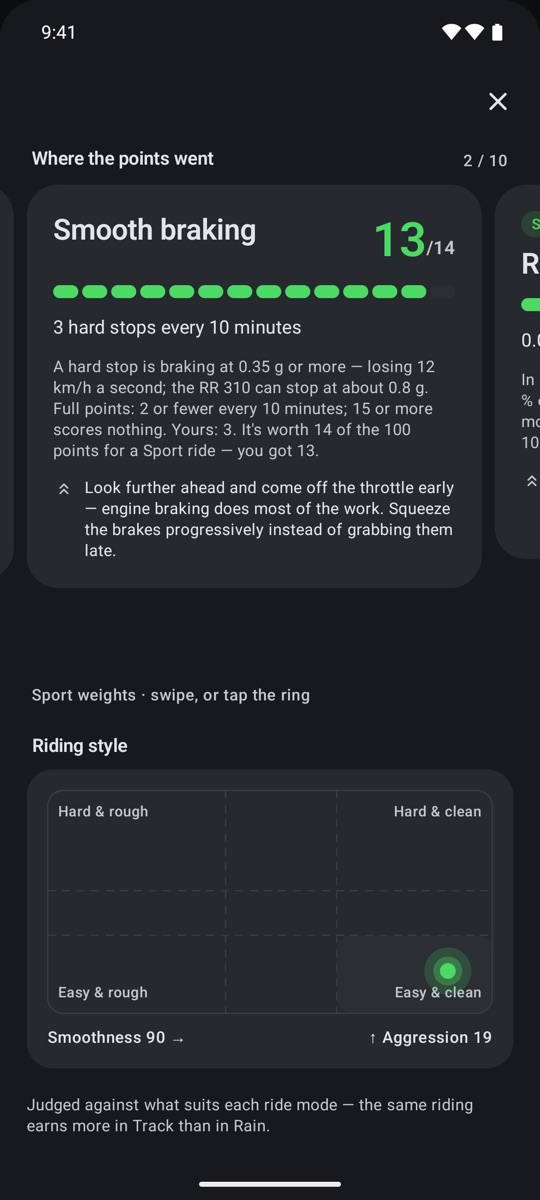 9:41
Where the points went
2 / 10
Smooth braking
13/14
3 hard stops every 10 minutes
A hard stop is braking at 0.35 g or more — losing 12
km/h a second; the RR 310 can stop at about 0.8 g.
Full points: 2 or fewer every 10 minutes; 15 or more
scores nothing. Yours: 3. It's worth 14 of the 100
points for a Sport ride — you got 13.
Look further ahead and come off the throttle early
— engine braking does most of the work. Squeeze
the brakes progressively instead of grabbing them
late.
S
R
0.0
In
%
10
Sport weights · swipe, or tap the ring
Riding style
Hard & rough
Hard & clean
Easy & rough
Easy & clean
Smoothness 90 →
↑ Aggression 19
Judged against what suits each ride mode — the same riding
earns more in Track than in Rain.